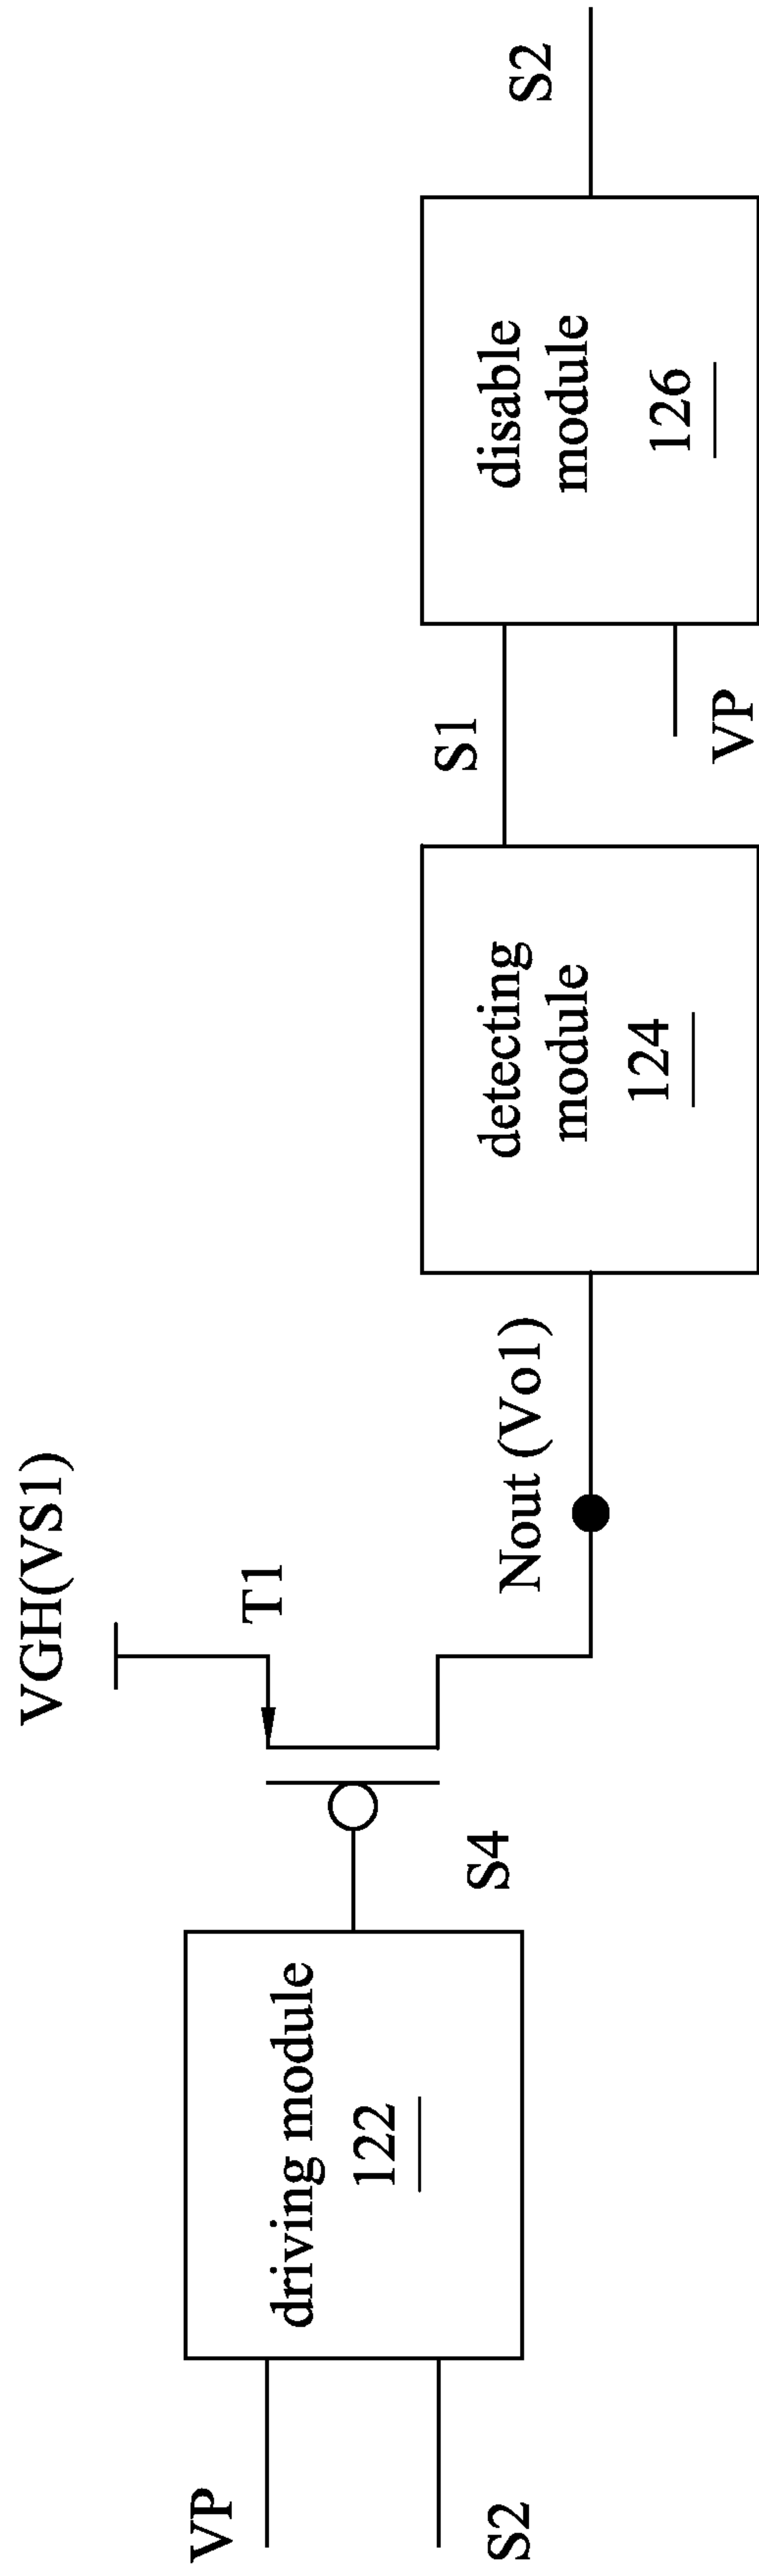 VP
S2
driving module
122
S4
VGH(VS1)
T1
Nout (Vo1)
detecting
module
124
S1
VP
disable
module
126
S2